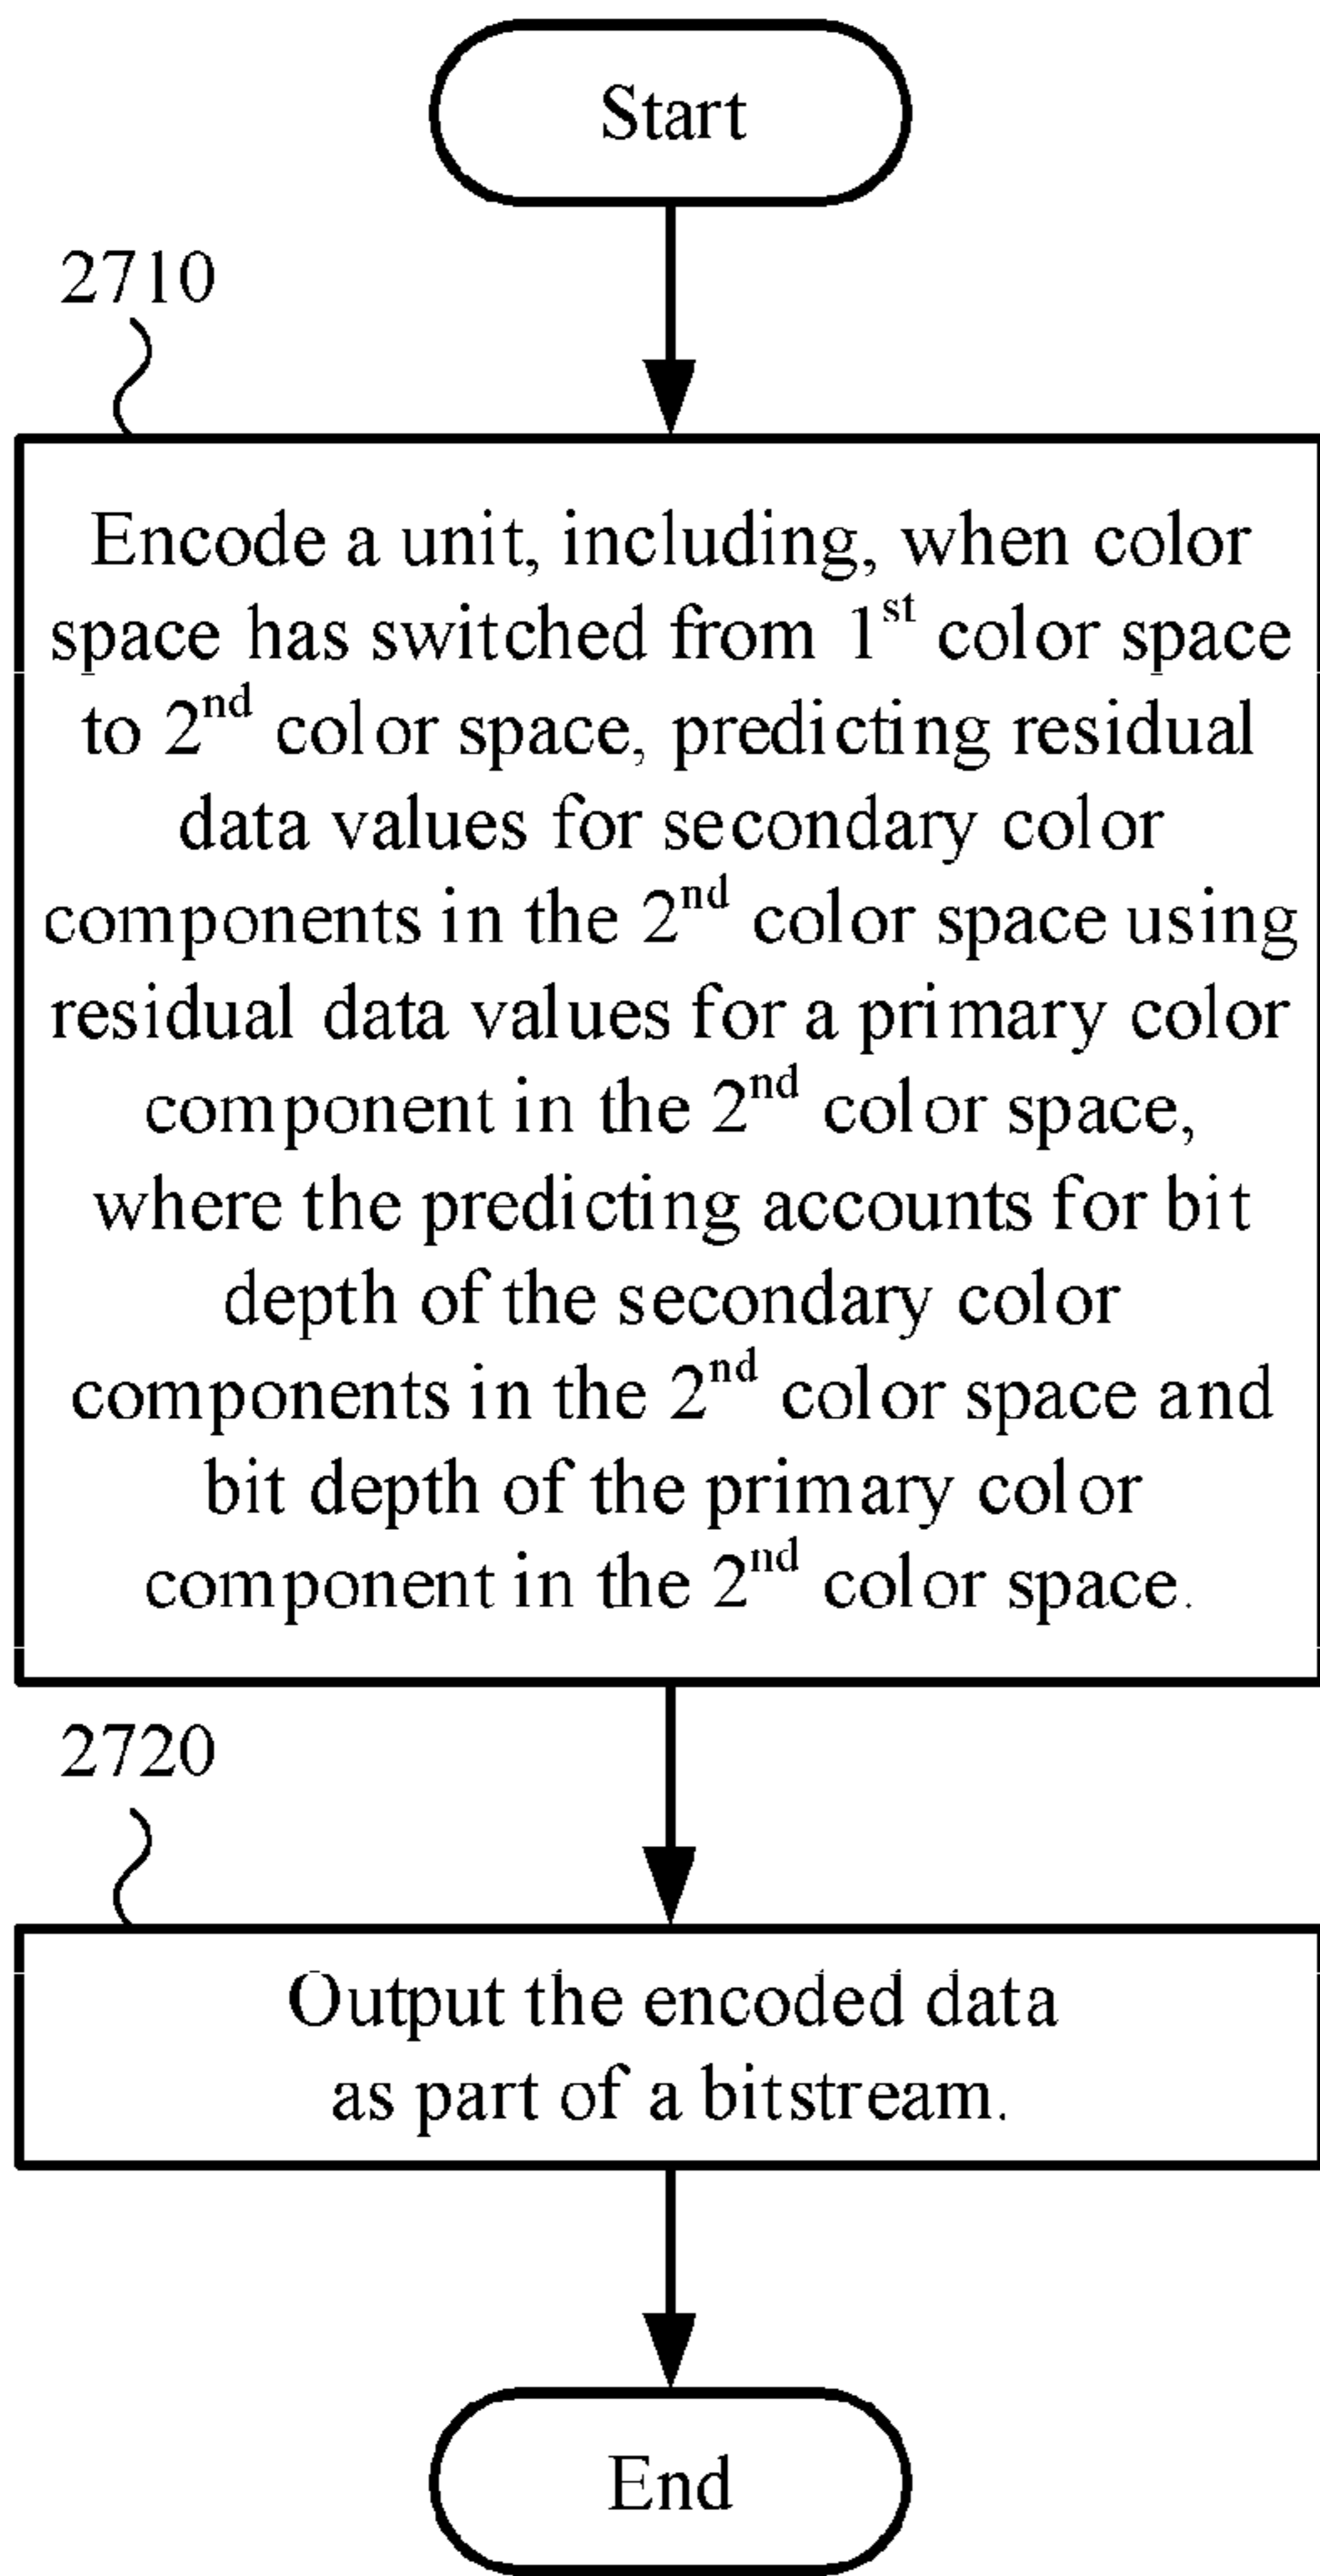 Start
2710
Encode a unit, including, when color
space has switched from 1st color space
to 2nd color space, predicting residual
data values for secondary color
components in the 2nd color space using
residual data values for a primary color
component in the 2nd color space,
where the predicting accounts for bit
depth of the secondary color
components in the 2nd color space and
bit depth of the primary color
component in the 2nd color space.
2720
Output the encoded data
as part of a bitstream.
End